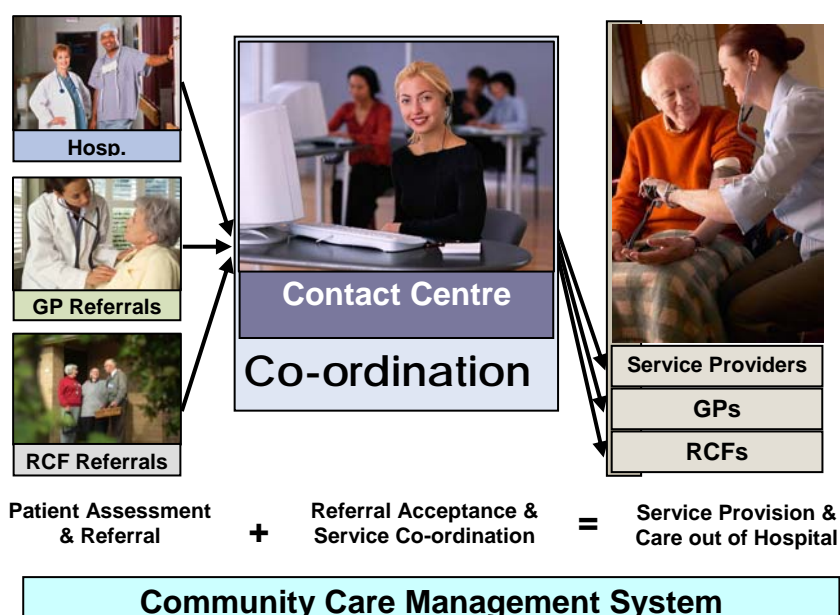 Hosp.
GP Referrals
RCF Referrals
Contact Centre
Co-ordination
Service Providers
GPs
RCFs
Patient Assessment
& Referral
+
Referral Acceptance &
Service Co-ordination
=
Service Provision &
Care out of Hospital
Community Care Management System